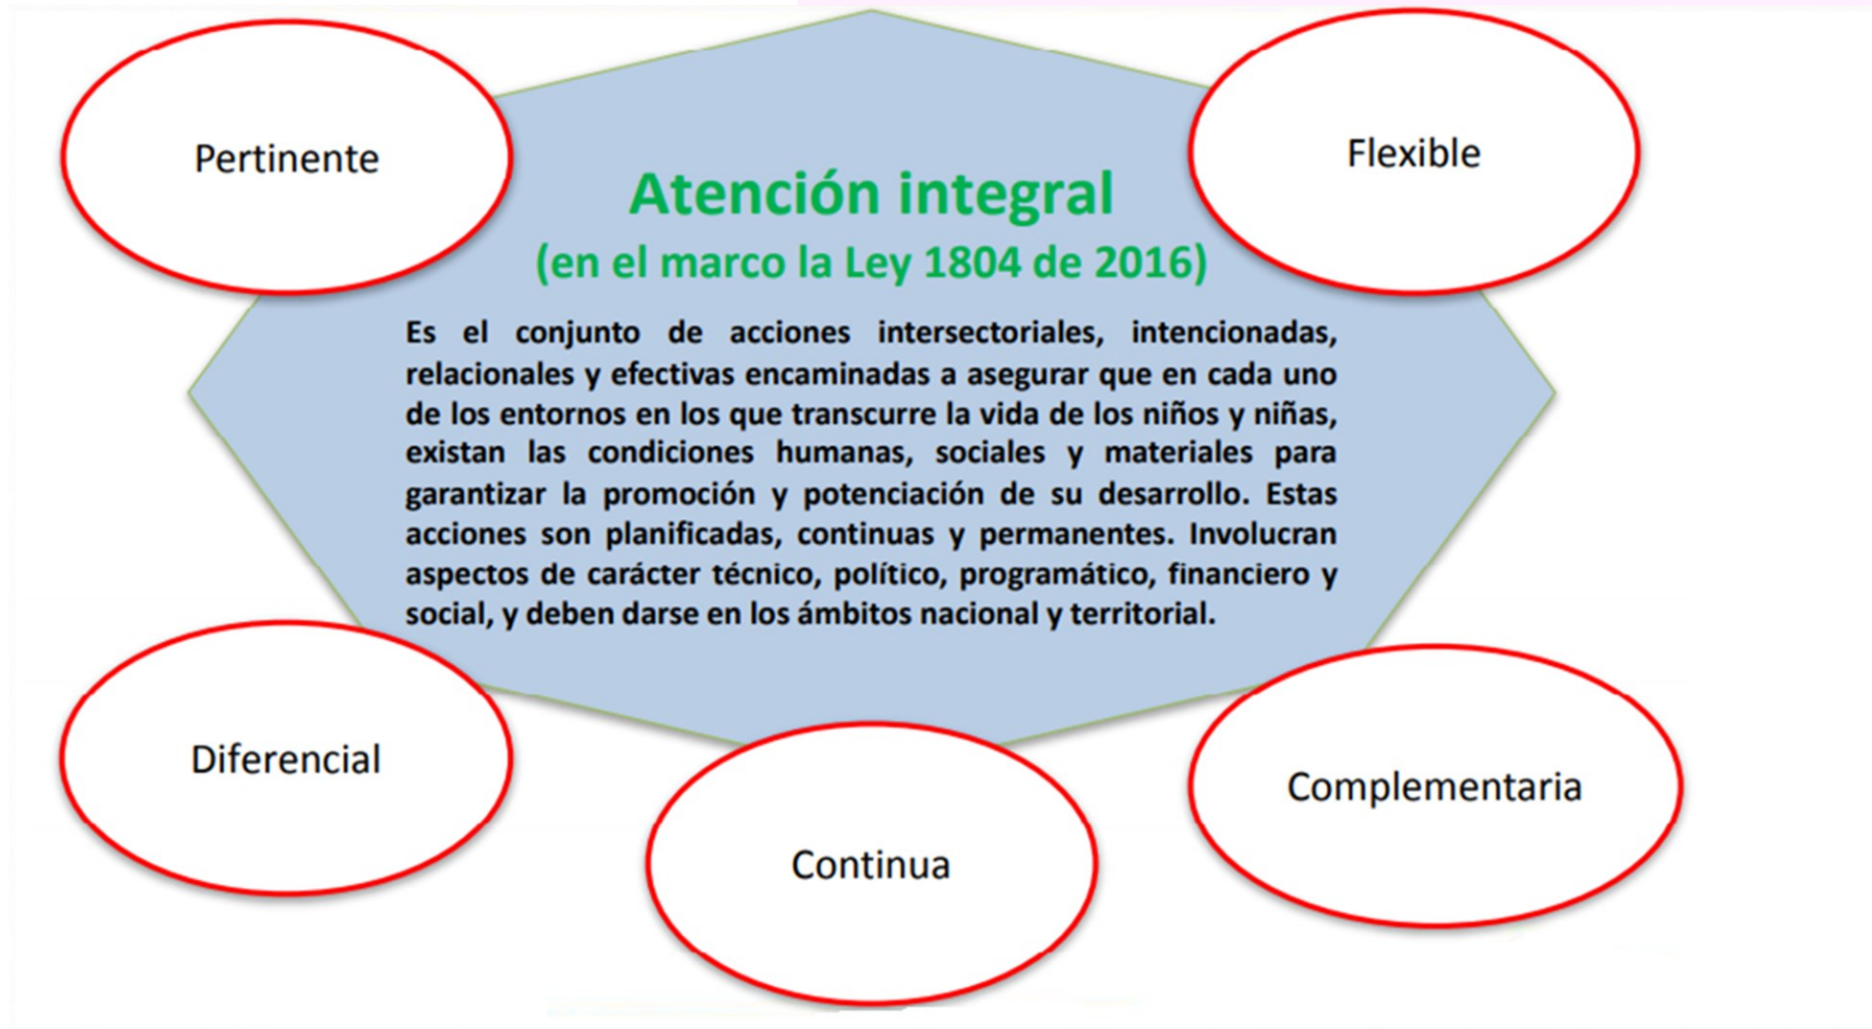 Pertinente
Flexible
Atención integral
(en el marco la Ley 1804 de 2016)
Es el conjunto de acciones intersectoriales, intencionadas,
relacionales y efectivas encaminadas a asegurar que en cada uno
de los entornos en los que transcurre la vida de los niños y niñas,
existan las condiciones humanas, sociales y materiales para
garantizar la promoción y potenciación de su desarrollo. Estas
acciones son planificadas, continuas y permanentes. Involucran
aspectos de carácter técnico, político, programático, financiero y
social, y deben darse en los ámbitos nacional y territorial.
Diferencial
Continua
Complementaria